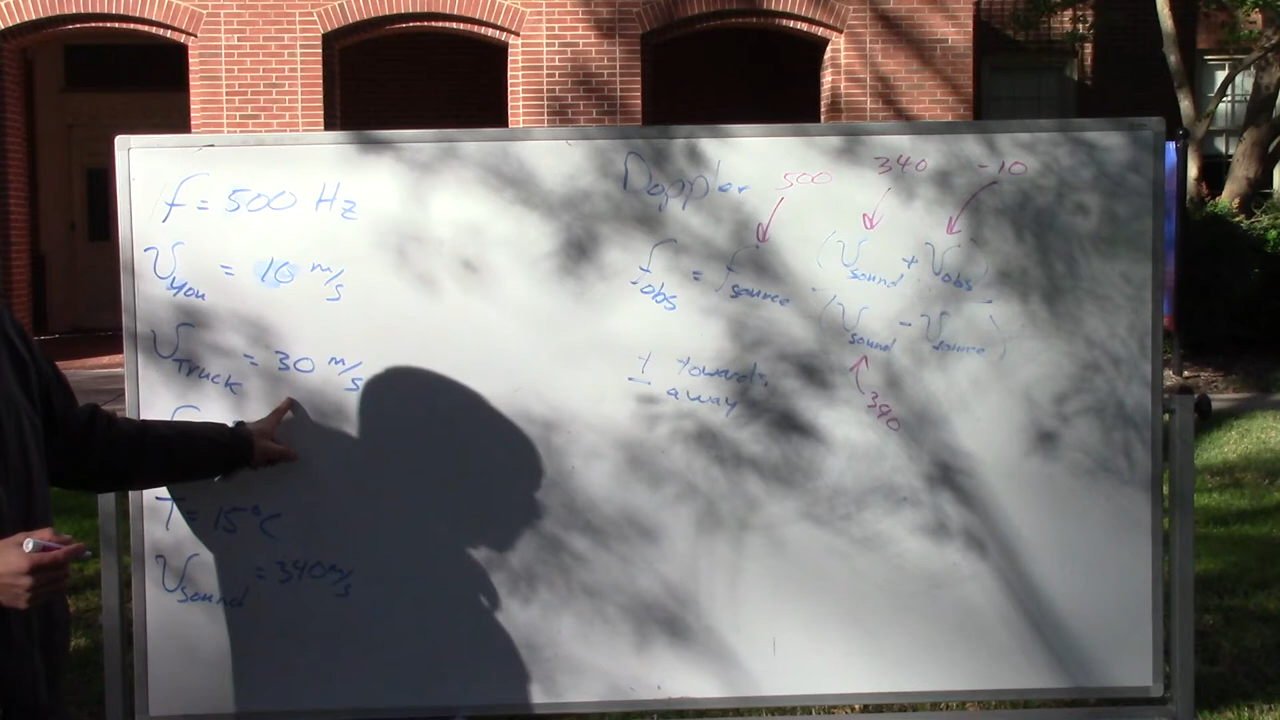 f = 500 Hz
V you = 10 m/s
V Truck = 30 m/s
T = 15°C
V sound = 340 m/s
Doppler
500
340
-10
f obs = f source (V sound + V obs)
(V sound - V source)
340
+ towards
- away